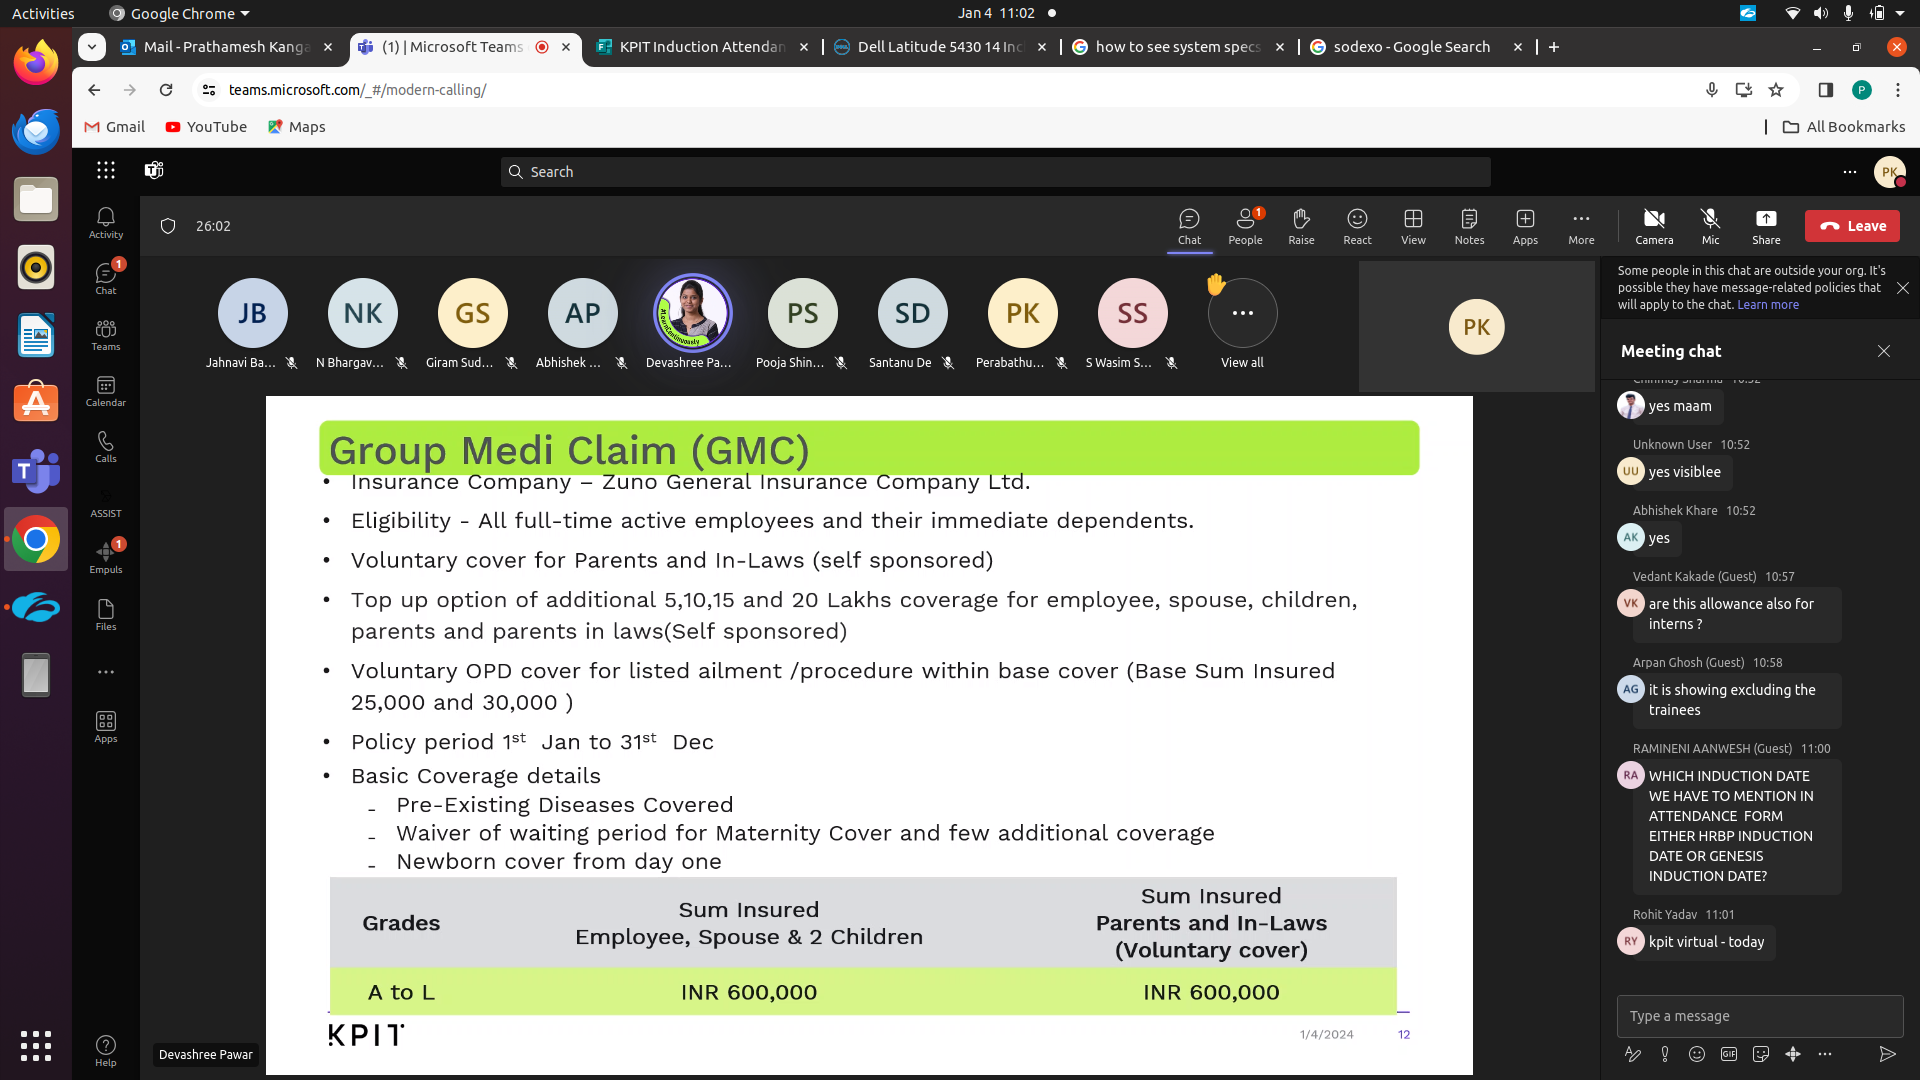 Activities
Google Chrome
Jan 4 11:02
Mail - Prathamesh Kanga
(1) | Microsoft Teams
KPIT Induction Attendan
Dell Latitude 5430 14 Inc
how to see system specs
sodexo - Google Search
teams.microsoft.com/_#/modern-calling/
P
Gmail
YouTube
Maps
All Bookmarks
Search
PK
26:02
Chat
People
1
Raise
React
View
Notes
Apps
More
Camera
Mic
Share
Leave
Activity
Chat
1
Teams
Calendar
Calls
ASSIST
Empuls
1
Files
Apps
Help
JB
NK
GS
AP
PS
SD
PK
SS
Jahnavi Ba...
N Bhargav...
Giram Sud...
Abhishek ...
Devashree Pa...
Pooja Shin...
Santanu De
Perabathu...
S Wasim S...
View all
PK
Group Medi Claim (GMC)
• Insurance Company – Zuno General Insurance Company Ltd.
• Eligibility - All full-time active employees and their immediate dependents.
• Voluntary cover for Parents and In-Laws (self sponsored)
• Top up option of additional 5,10,15 and 20 Lakhs coverage for employee, spouse, children,
parents and parents in laws(Self sponsored)
• Voluntary OPD cover for listed ailment /procedure within base cover (Base Sum Insured
25,000 and 30,000 )
• Policy period 1st Jan to 31st Dec
• Basic Coverage details
- Pre-Existing Diseases Covered
- Waiver of waiting period for Maternity Cover and few additional coverage
- Newborn cover from day one
Grades
Sum Insured
Employee, Spouse & 2 Children
Sum Insured
Parents and In-Laws
(Voluntary cover)
A to L
INR 600,000
INR 600,000
KPIT
1/4/2024
12
Devashree Pawar
Some people in this chat are outside your org. It's
possible they have message-related policies that
will apply to the chat. Learn more
Meeting chat
Chinmay Sharma 10:52
yes maam
Unknown User 10:52
UU
yes visiblee
Abhishek Khare 10:52
AK
yes
Vedant Kakade (Guest) 10:57
VK
are this allowance also for
interns ?
Arpan Ghosh (Guest) 10:58
AG
it is showing excluding the
trainees
RAMINENI AANWESH (Guest) 11:00
RA
WHICH INDUCTION DATE
WE HAVE TO MENTION IN
ATTENDANCE FORM
EITHER HRBP INDUCTION
DATE OR GENESIS
INDUCTION DATE?
Rohit Yadav 11:01
RY
kpit virtual - today
Type a message
GIF